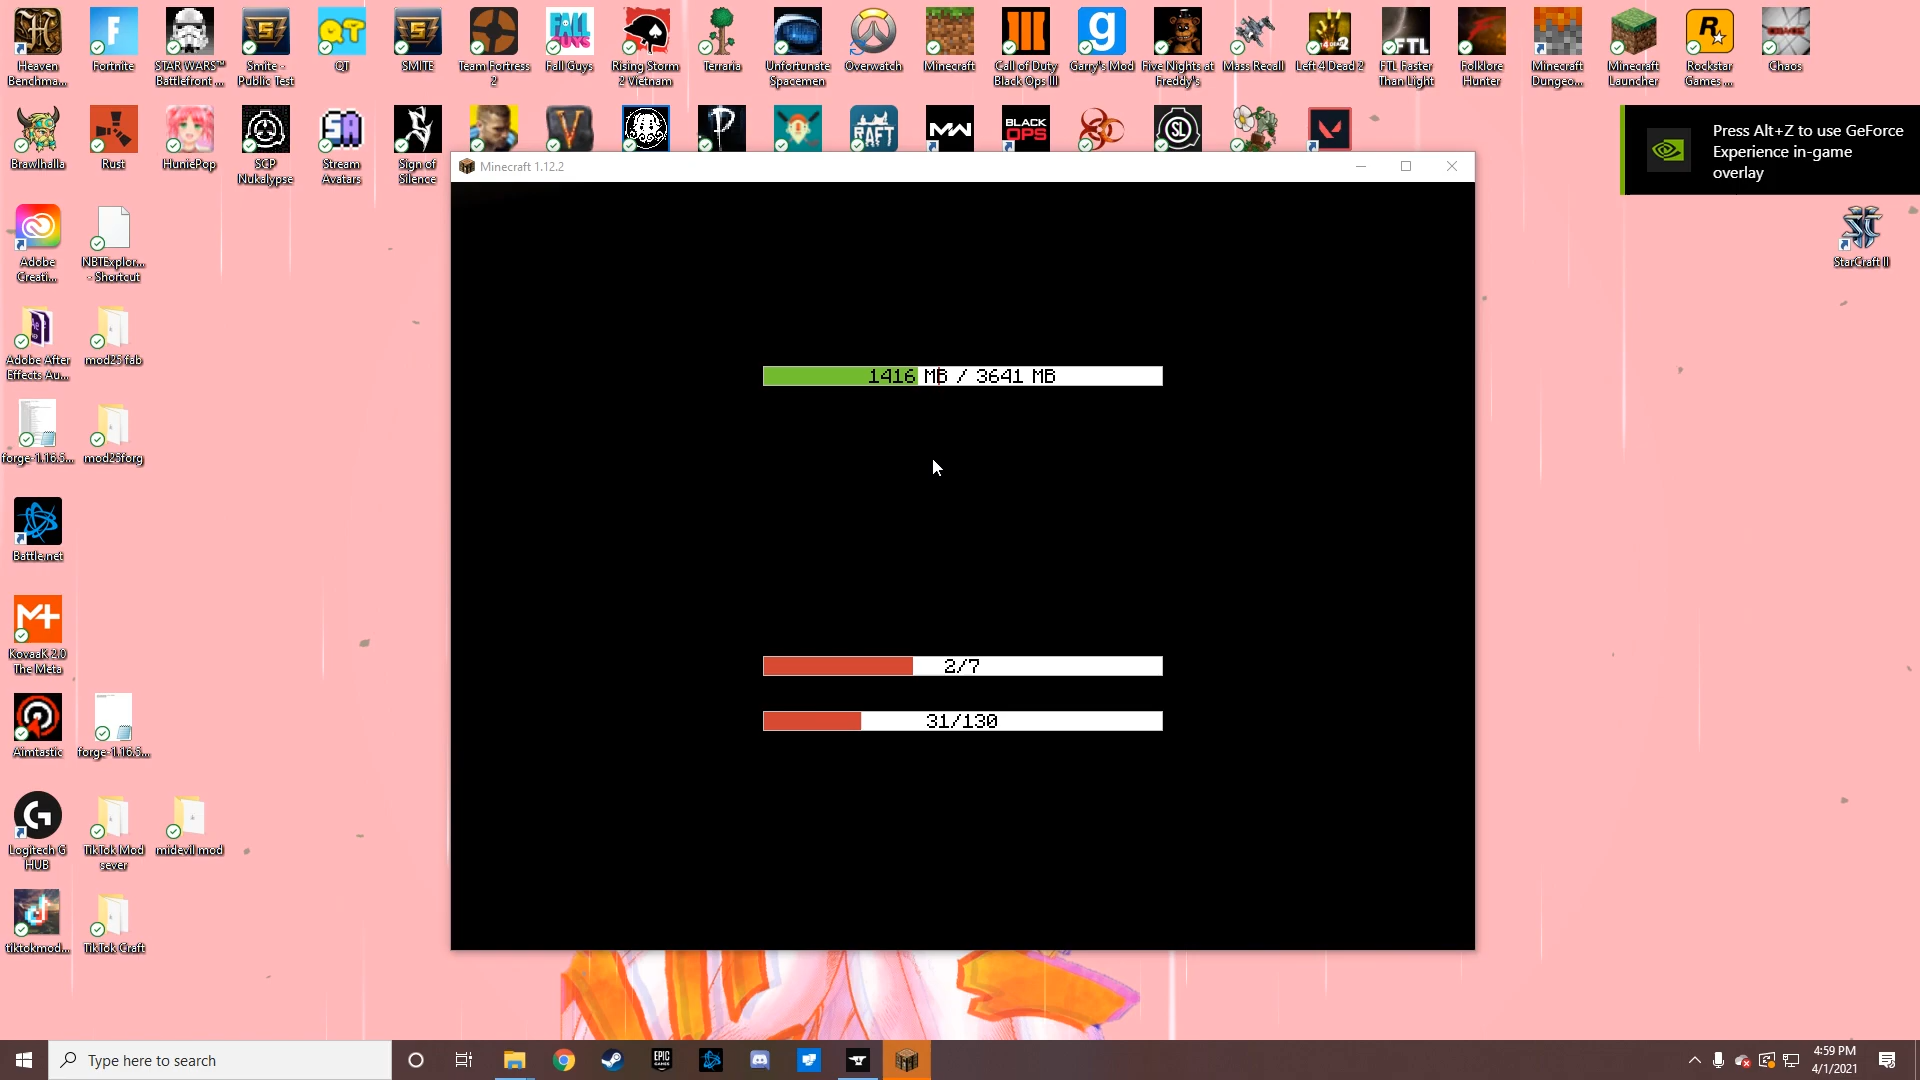 Heaven Benchma...
Fortnite
STAR WARS™ Battlefront ...
Smite - Public Test
QT
SMITE
Team Fortress 2
Fall Guys
Rising Storm 2 Vietnam
Terraria
Unfortunate Spacemen
Overwatch
Minecraft
Call of Duty Black Ops III
Garry's Mod
Five Nights at Freddy's
Mass Recall
Left 4 Dead 2
FTL Faster Than Light
Folklore Hunter
Minecraft Dungeo...
Minecraft Launcher
Rockstar Games ...
Chaos
Brawlhalla
Rust
HuniePop
SCP Nukalypse
Stream Avatars
Sign of Silence
RAFT
BLACK OPS
Press Alt+Z to use GeForce
Experience in-game
overlay
Minecraft 1.12.2
Adobe Creati...
NBTExplor... - Shortcut
StarCraft II
Adobe After Effects Au...
mod25 fab
1416 MB / 3641 MB
forge-1.16.5...
mod25forg
Battle.net
KovaaK 2.0 The Meta
2/7
31/130
Aimtastic
forge-1.16.5...
Logitech G HUB
TikTok Mod sever
midevil mod
tiktokmod...
TikTok Craft
Type here to search
EPIC GAMES
4:59 PM
4/1/2021